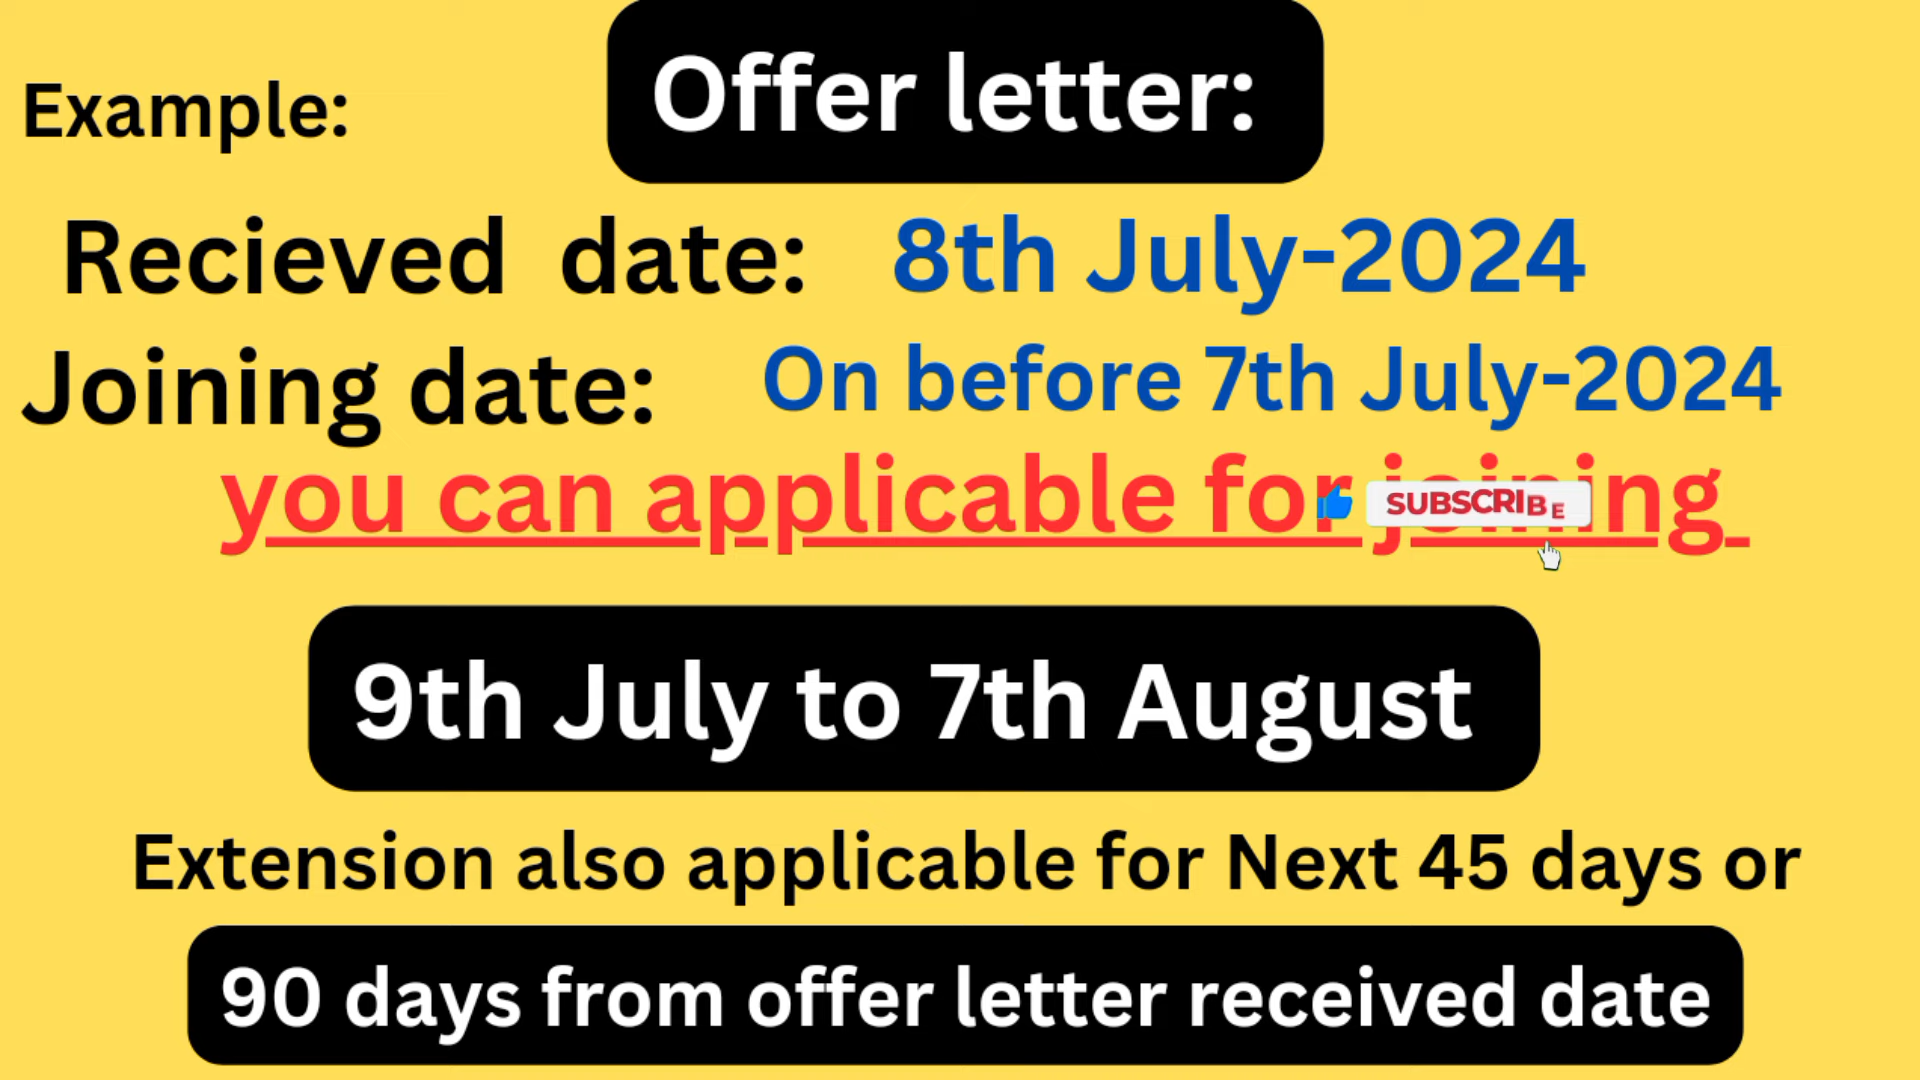 Offer letter:
Example:
Recieved date: 8th July-2024
Joining date: On before 7th July-2024
you can applicable for joining
SUBSCRIBE
9th July to 7th August
Extension also applicable for Next 45 days or
90 days from offer letter received date